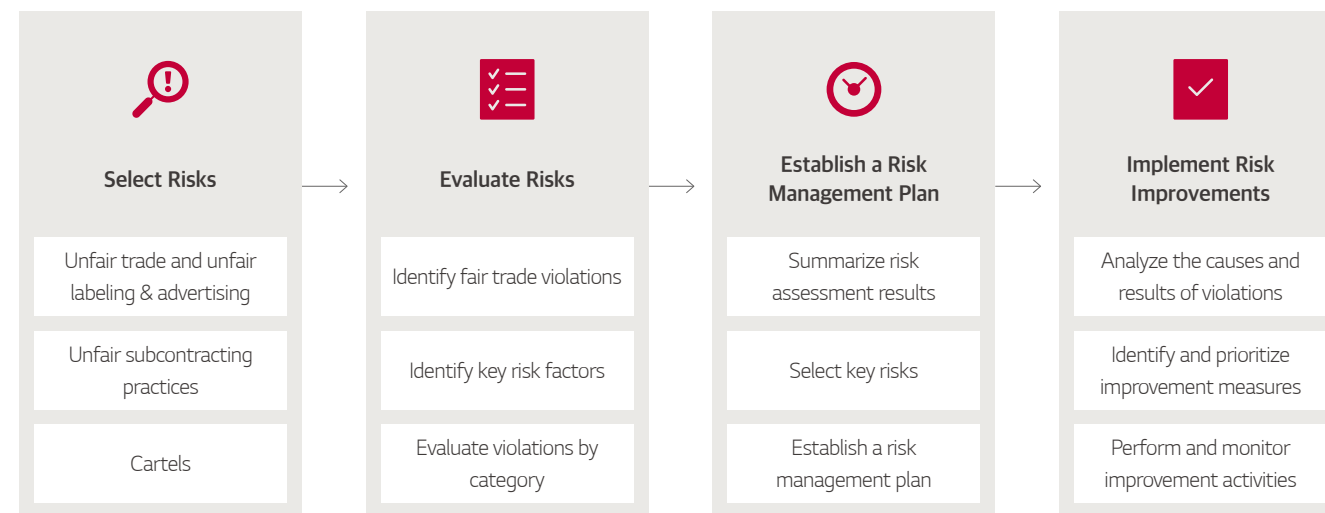 Select Risks
Unfair trade and unfair
labeling & advertising
Unfair subcontracting
practices
Cartels
Evaluate Risks
Identify fair trade violations
Identify key risk factors
Evaluate violations by
category
Establish a Risk
Management Plan
Summarize risk
assessment results
Select key risks
Establish a risk
management plan
Implement Risk
Improvements
Analyze the causes and
results of violations
Identify and prioritize
improvement measures
Perform and monitor
improvement activities